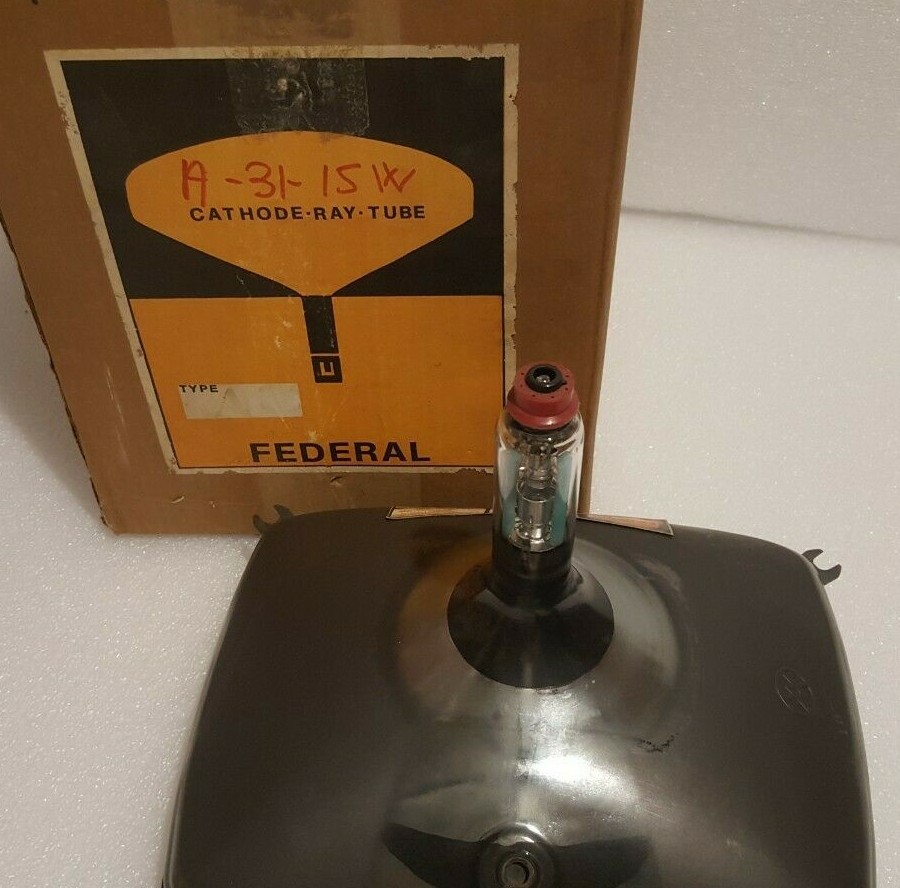 A-31-15W
CATHODE·RAY·TUBE
TYPE
FEDERAL